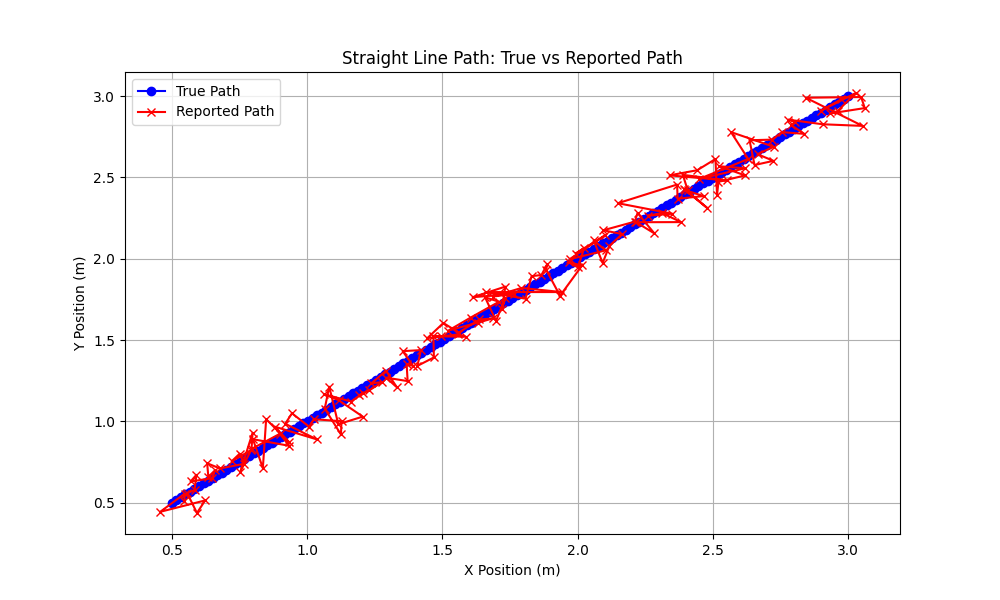 Straight Line Path: True vs Reported Path
True Path
Reported Path
Y Position (m)
3.0
2.5
2.0
1.5
1.0
0.5
0.5 1.0 1.5 2.0 2.5 3.0
X Position (m)